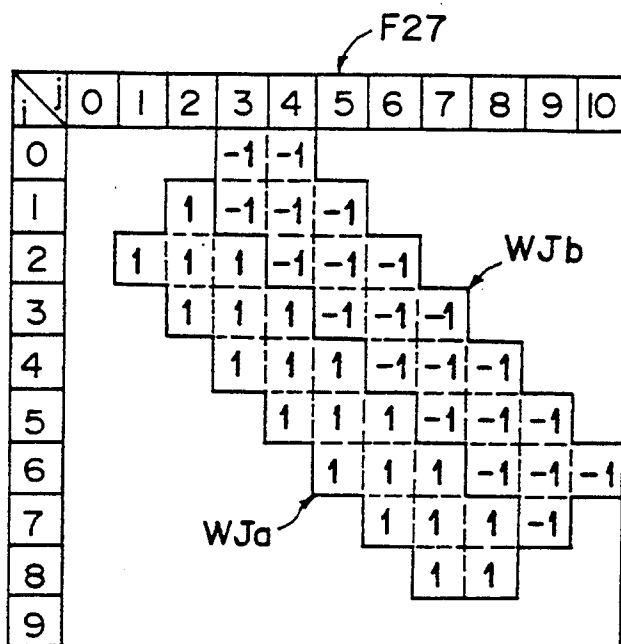 F27
i j 0 1 2 3 4 5 6 7 8 9 10
0 -1 -1
1 1 -1 -1 -1
2 1 1 1 -1 -1 -1
WJb
3 1 1 1 -1 -1 -1
4 1 1 1 -1 -1 -1
5 1 1 1 -1 -1 -1
6 1 1 1 -1 -1 -1
7 1 1 1 -1
WJa
8 1 1
9